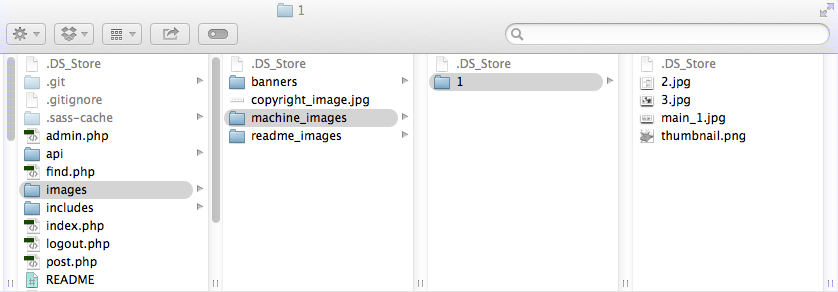 1
.DS_Store
.git
.gitignore
.sass-cache
admin.php
api
find.php
images
includes
index.php
logout.php
post.php
README
.DS_Store
banners
copyright_image.jpg
machine_images
readme_images
.DS_Store
1
.DS_Store
2.jpg
3.jpg
main_1.jpg
thumbnail.png